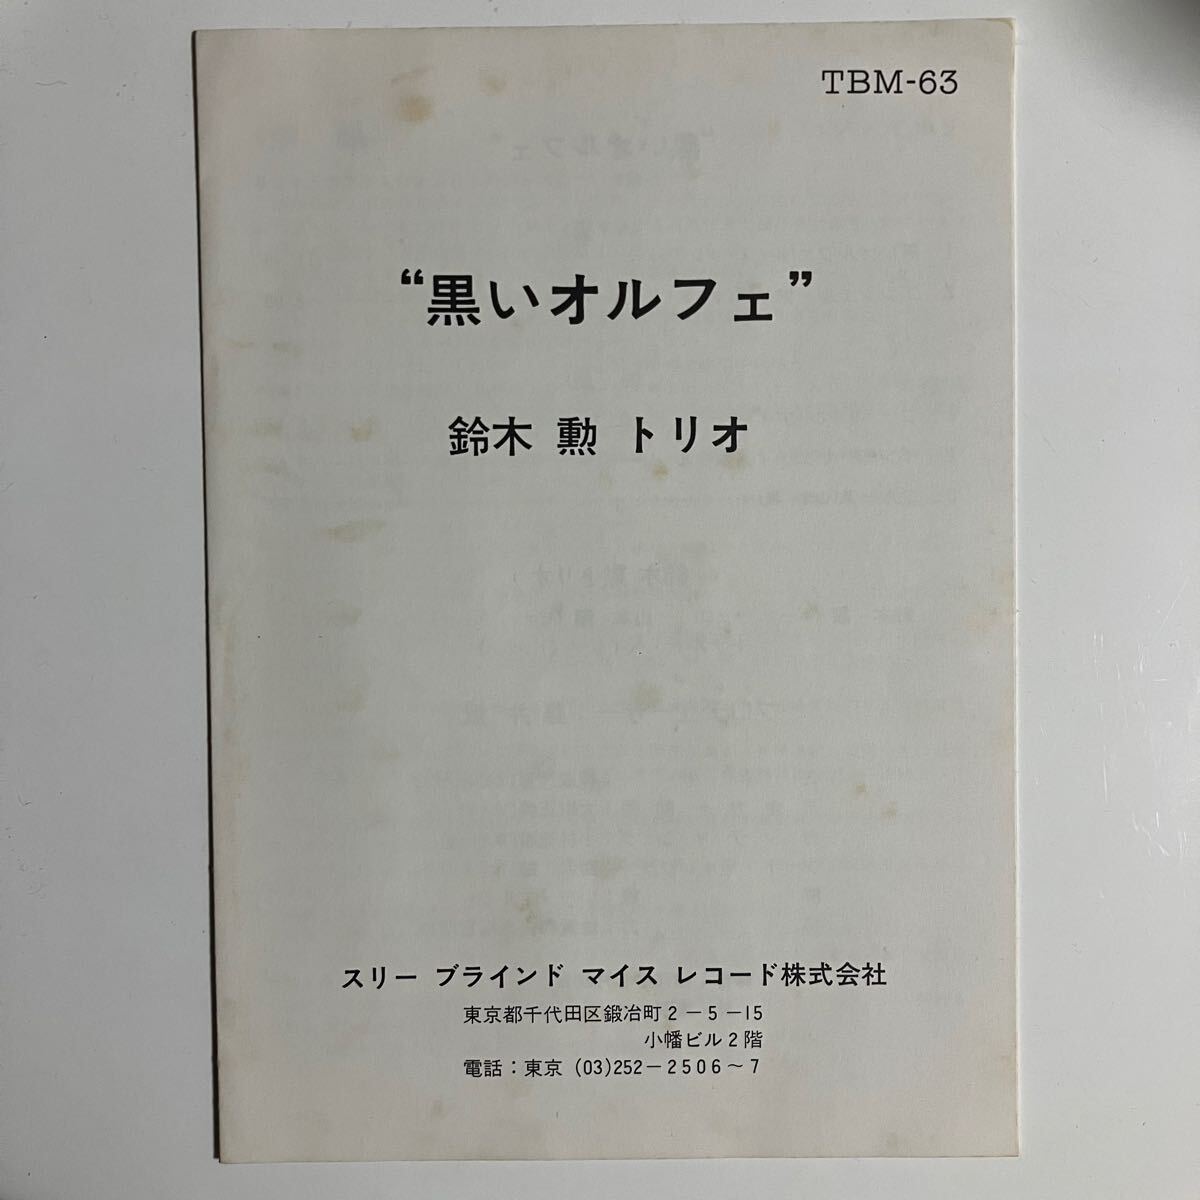 TBM-63
“黒いオルフェ”
鈴木 勲 トリオ
スリー ブラインド マイス レコード株式会社
東京都千代田区鍛冶町2－5－15
小幡ビル2階
電話：東京 (03)252－2506～7